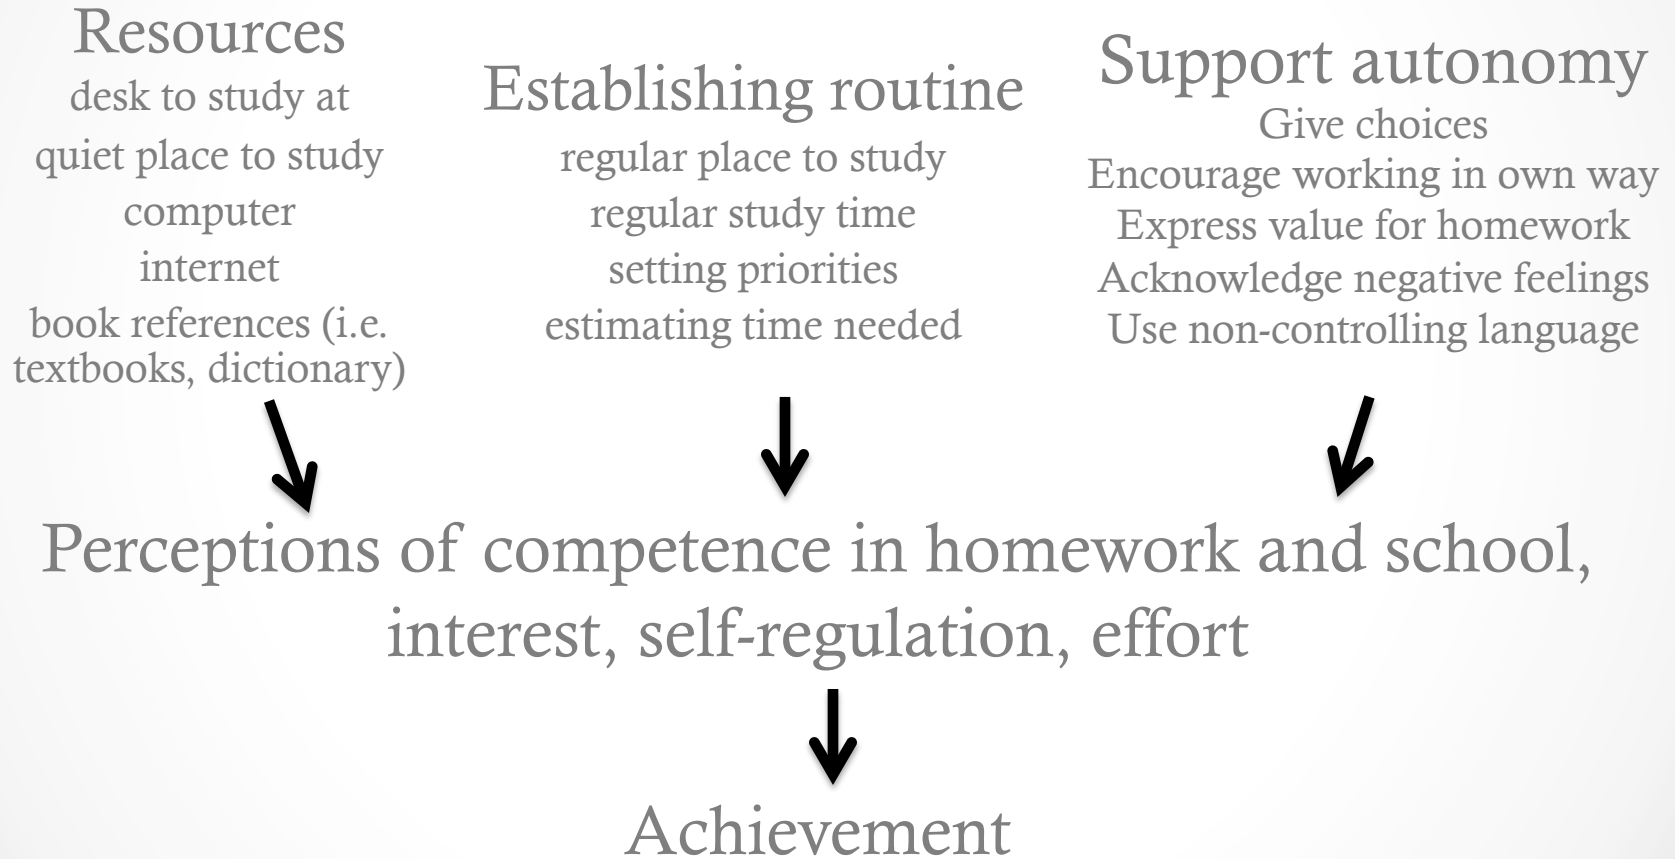 Resources
desk to study at
quiet place to study
computer
internet
book references (i.e.
textbooks, dictionary)
Establishing routine
regular place to study
regular study time
setting priorities
estimating time needed
Support autonomy
Give choices
Encourage working in own way
Express value for homework
Acknowledge negative feelings
Use non-controlling language
Perceptions of competence in homework and school,
interest, self-regulation, effort
Achievement